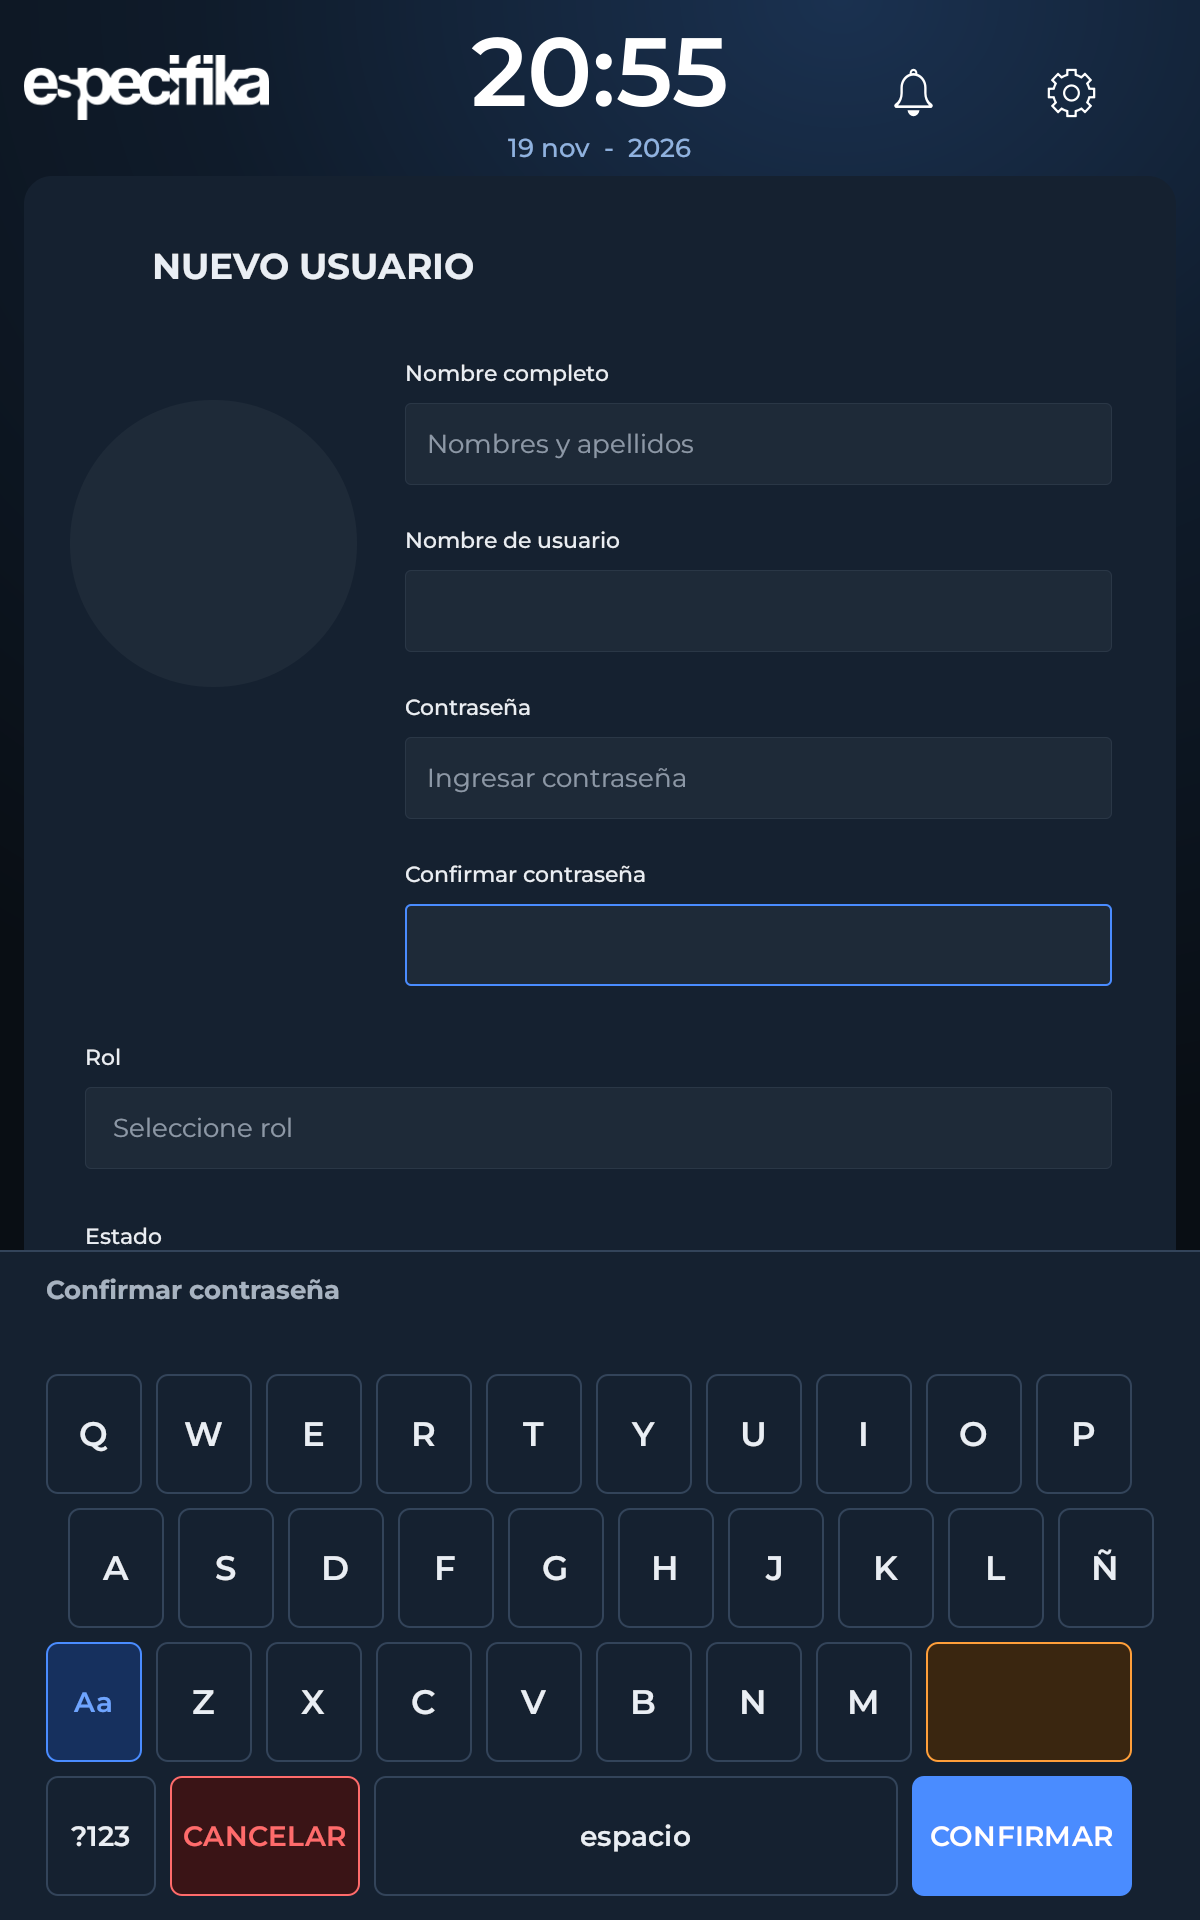 especifika
20:55
19 nov - 2026
NUEVO USUARIO
Nombre completo
Nombres y apellidos
Nombre de usuario
Contraseña
Ingresar contraseña
Confirmar contraseña
Rol
Seleccione rol
Estado
Confirmar contraseña
Q W E R T Y U I O P
A S D F G H J K L Ñ
Aa Z X C V B N M
?123 CANCELAR espacio CONFIRMAR